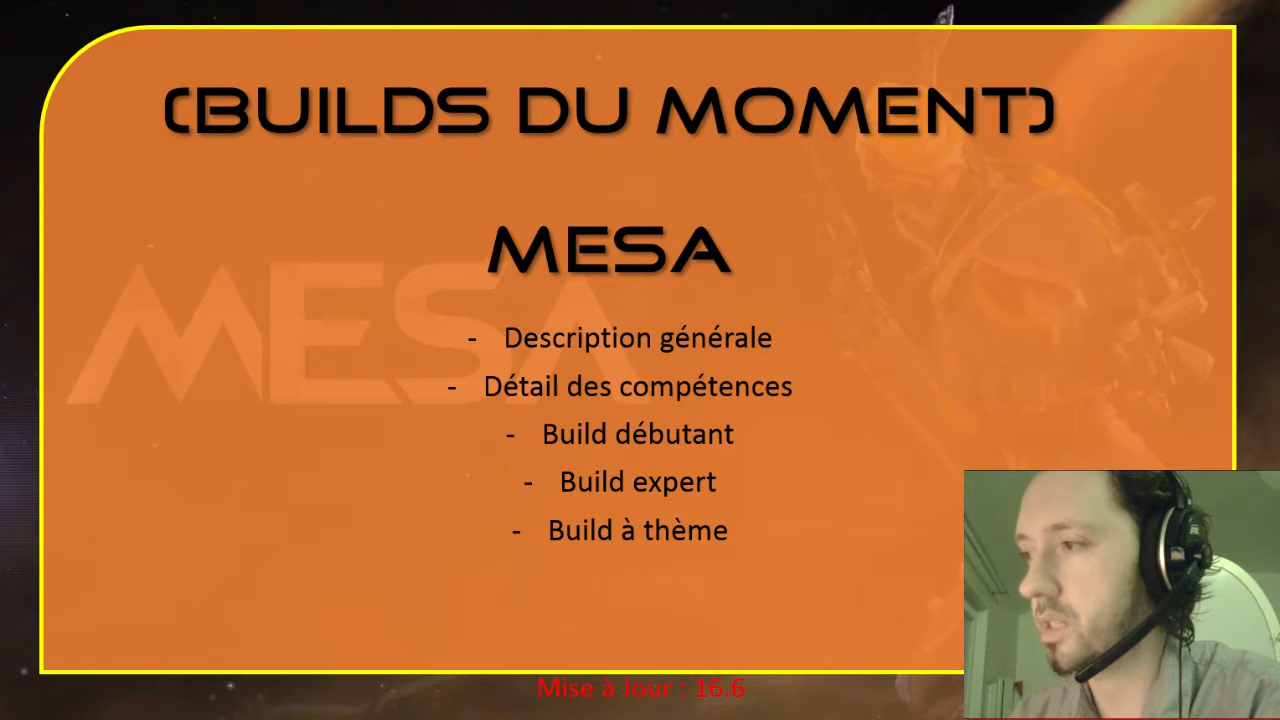 (BUILDS DU MOMENT)
MESA
MESA
- Description générale
- Détail des compétences
- Build débutant
- Build expert
- Build à thème
Mise à Jour : 16.6